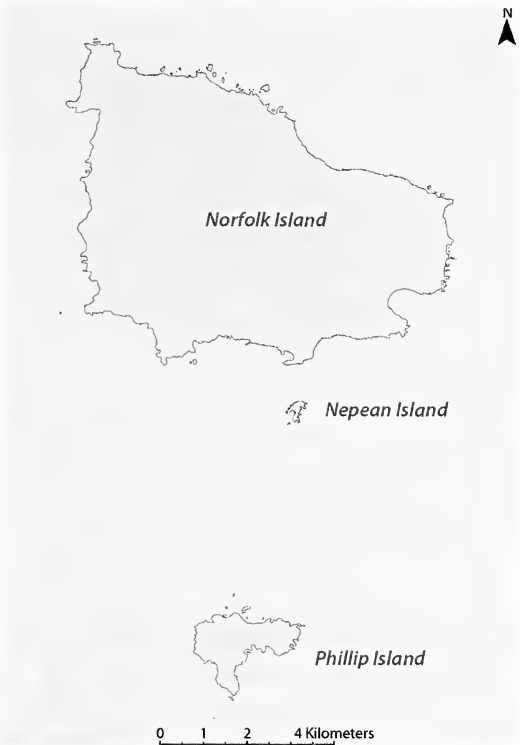 N
Norfolk Island
Nepean Island
Phillip Island
0 1 2 4 Kilometers